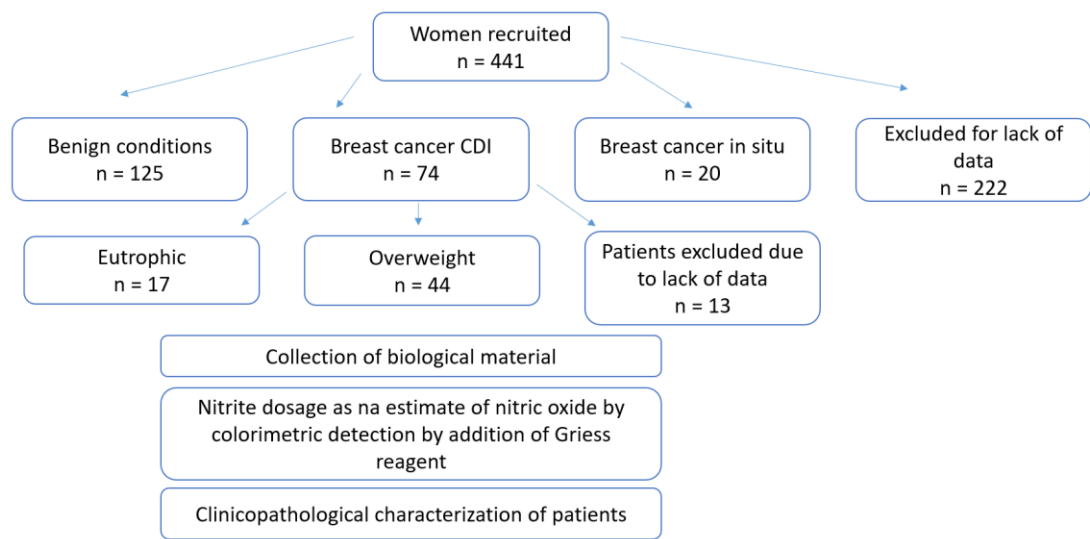 Women recruited
n = 441
Benign conditions
n = 125
Breast cancer CDI
n = 74
Breast cancer in situ
n = 20
Excluded for lack of
data
n = 222
Eutrophic
n = 17
Overweight
n = 44
Patients excluded due
to lack of data
n = 13
Collection of biological material
Nitrite dosage as na estimate of nitric oxide by
colorimetric detection by addition of Griess
reagent
Clinicopathological characterization of patients